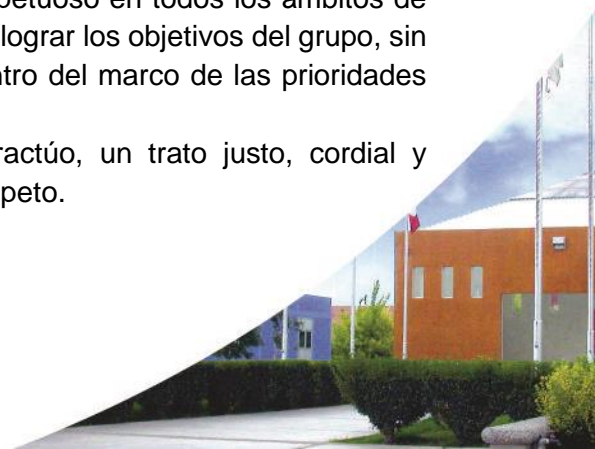 petuoso en todos los ámbitos de
lograr los objetivos del grupo, sin
ntro del marco de las prioridades
ractúo, un trato justo, cordial y
peto.